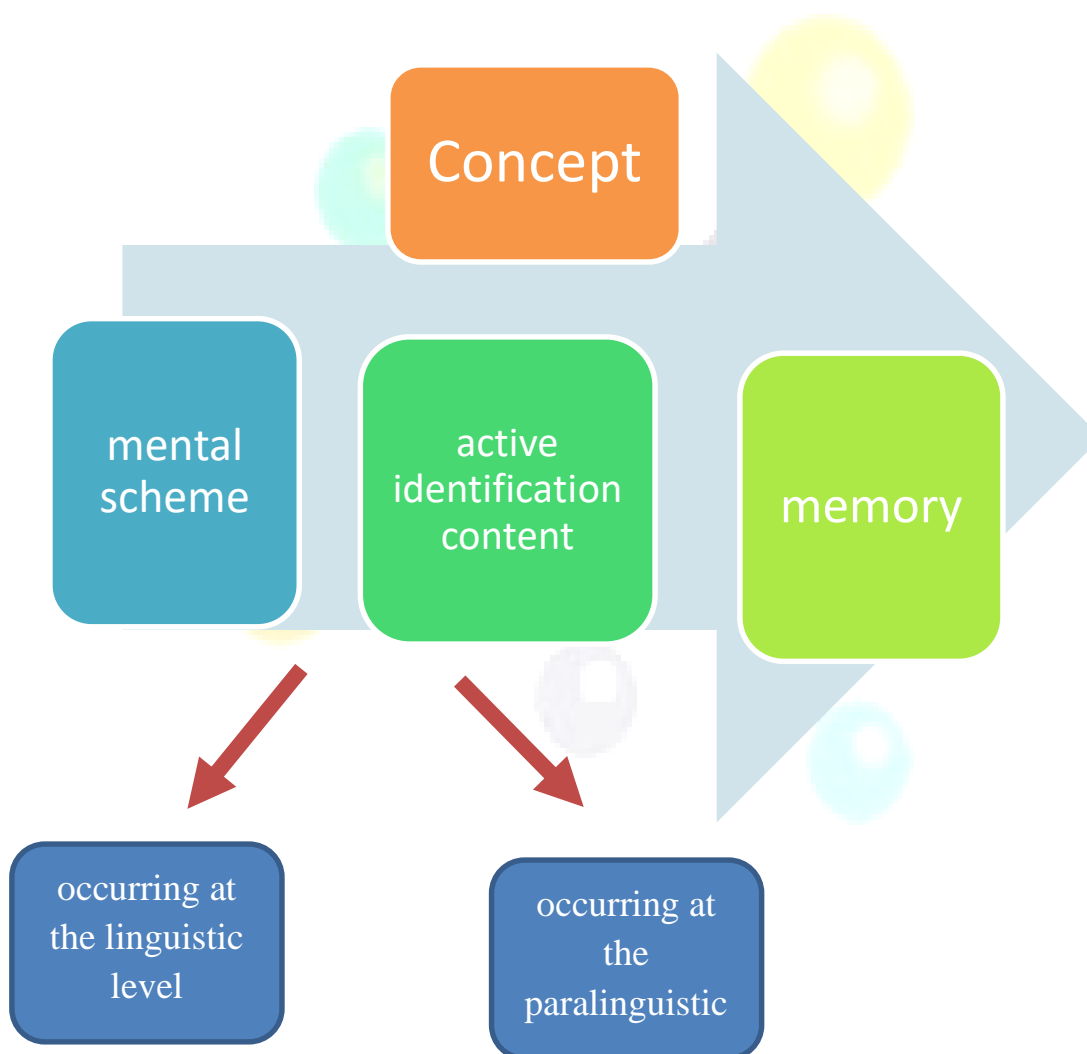 Concept
mental
scheme
active
identification
content
memory
occurring at
the linguistic
level
occurring at
the
paralinguistic